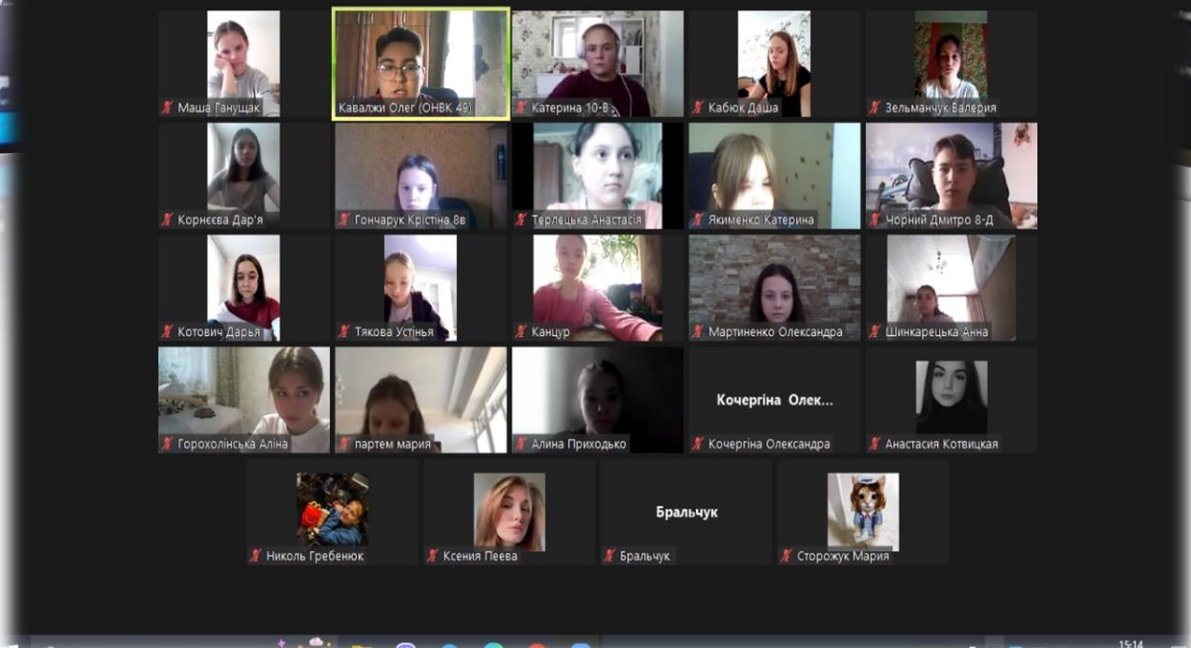 Маша Ганущак
Кавалжи Олег (ОНВК 49)
Катерина 10-В
Кабюк Даша
Зельманчук Валерия
Корнєєва Дар'я
Гончарук Крістіна 8в
Терлецька Анастасія
Якименко Катерина
Чорний Дмитро 8-Д
Котович Дарья
Тякова Устінья
Канцур
Мартиненко Олександра
Шинкарецька Анна
Горохолінська Аліна
партем мария
Алина Приходько
Кочергіна Олек...
Кочергіна Олександра
Анастасия Котвицкая
Николь Гребенюк
Ксения Пеева
Бральчук
Бральчук
Сторожук Мария
15:14